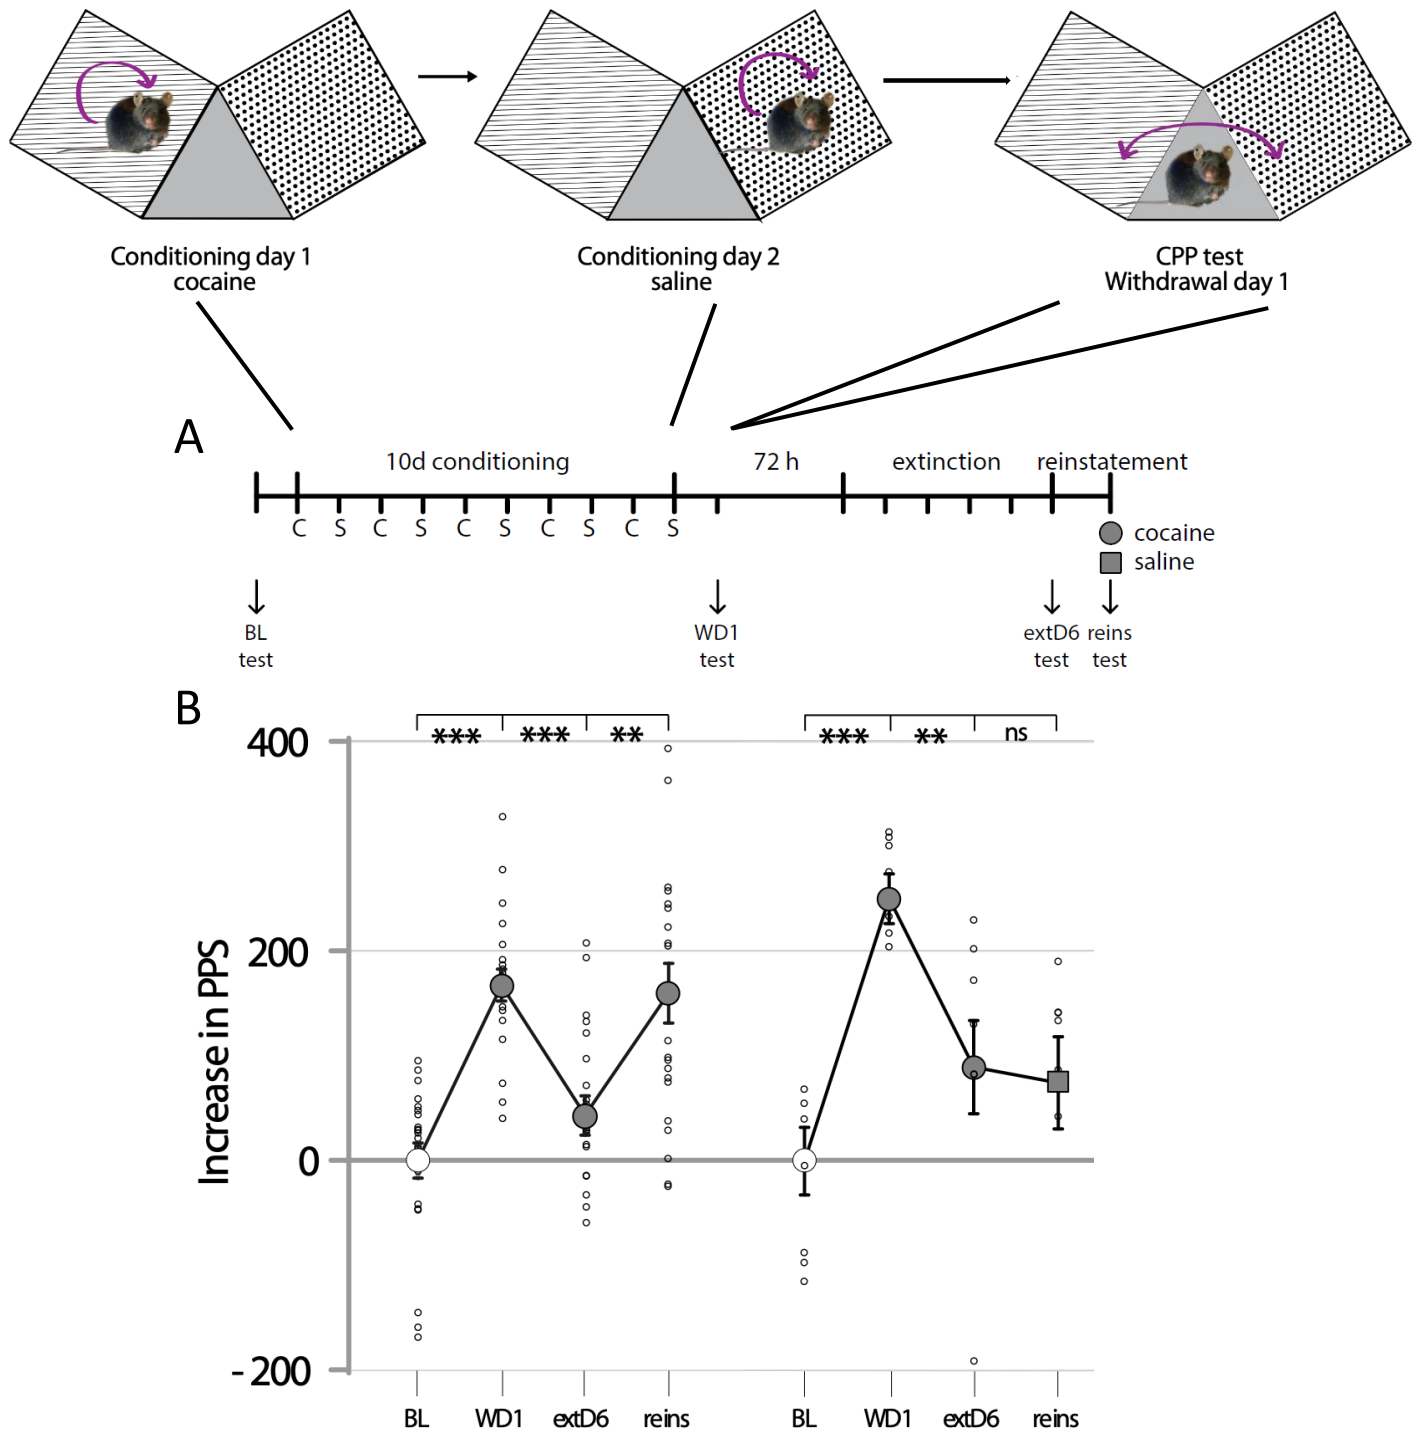 Conditioning day 1
cocaine
Conditioning day 2
saline
CPP test
Withdrawal day 1
A
10d conditioning
72 h
extinction
reinstatement
C S C S C S C S C S
cocaine
saline
BL
test
WD1
test
extD6
test
reins
test
B
*** *** **
*** ** ns
Increase in PPS
400
200
0
-200
BL WD1 extD6 reins
BL WD1 extD6 reins